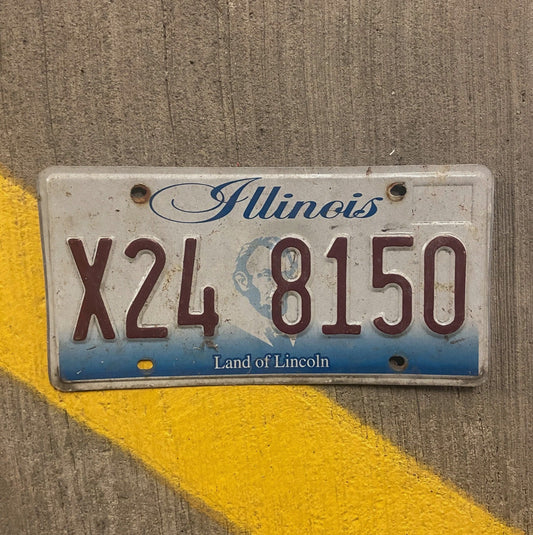 Illinois
X24 8150
Land of Lincoln